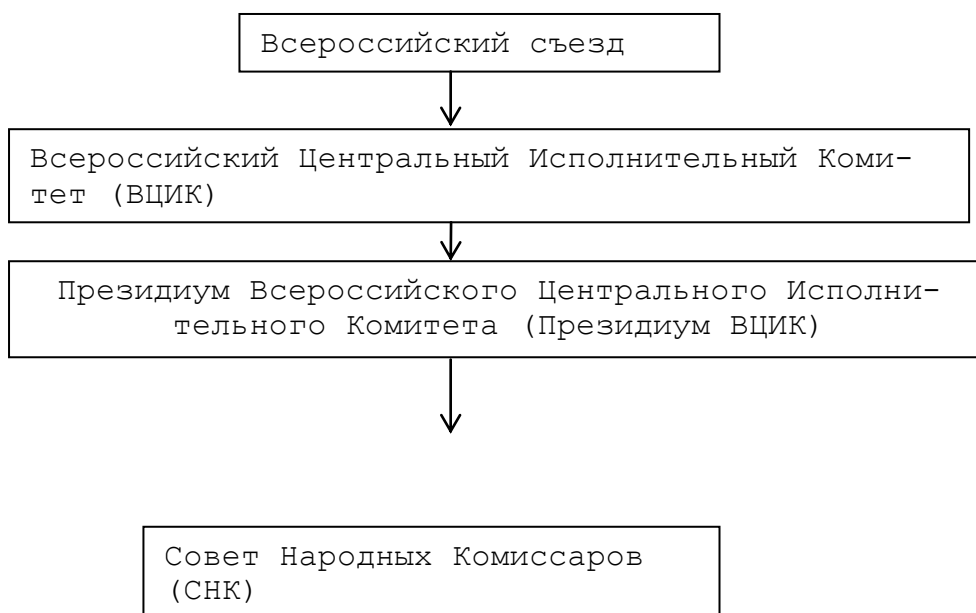 Всероссийский съезд
Всероссийский Центральный Исполнительный Коми-
тет (ВЦИК)
Президиум Всероссийского Центрального Исполни-
тельного Комитета (Президиум ВЦИК)
Совет Народных Комиссаров
(СНК)